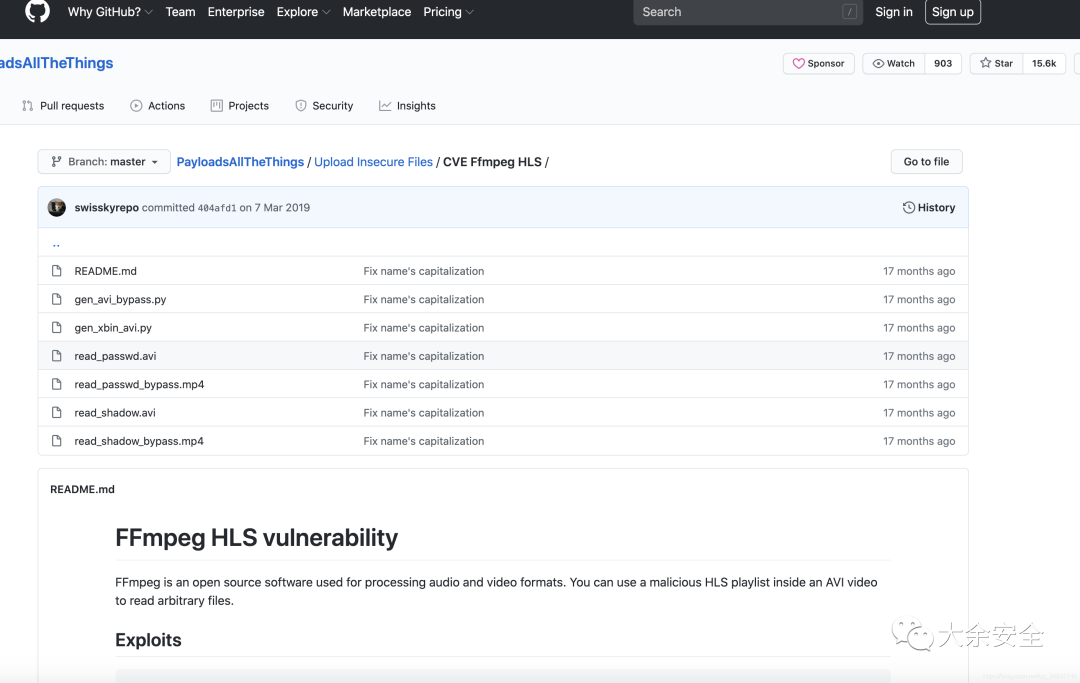 Why GitHub? Team Enterprise Explore Marketplace Pricing Search / Sign in Sign up
adsAllTheThings Sponsor Watch 903 Star 15.6k
Pull requests Actions Projects Security Insights
Branch: master PayloadsAllTheThings / Upload Insecure Files / CVE Ffmpeg HLS / Go to file
swisskyrepo committed 404afd1 on 7 Mar 2019 History
..
README.md Fix name's capitalization 17 months ago
gen_avi_bypass.py Fix name's capitalization 17 months ago
gen_xbin_avi.py Fix name's capitalization 17 months ago
read_passwd.avi Fix name's capitalization 17 months ago
read_passwd_bypass.mp4 Fix name's capitalization 17 months ago
read_shadow.avi Fix name's capitalization 17 months ago
read_shadow_bypass.mp4 Fix name's capitalization 17 months ago
README.md
FFmpeg HLS vulnerability
FFmpeg is an open source software used for processing audio and video formats. You can use a malicious HLS playlist inside an AVI video
to read arbitrary files.
Exploits
大余安全